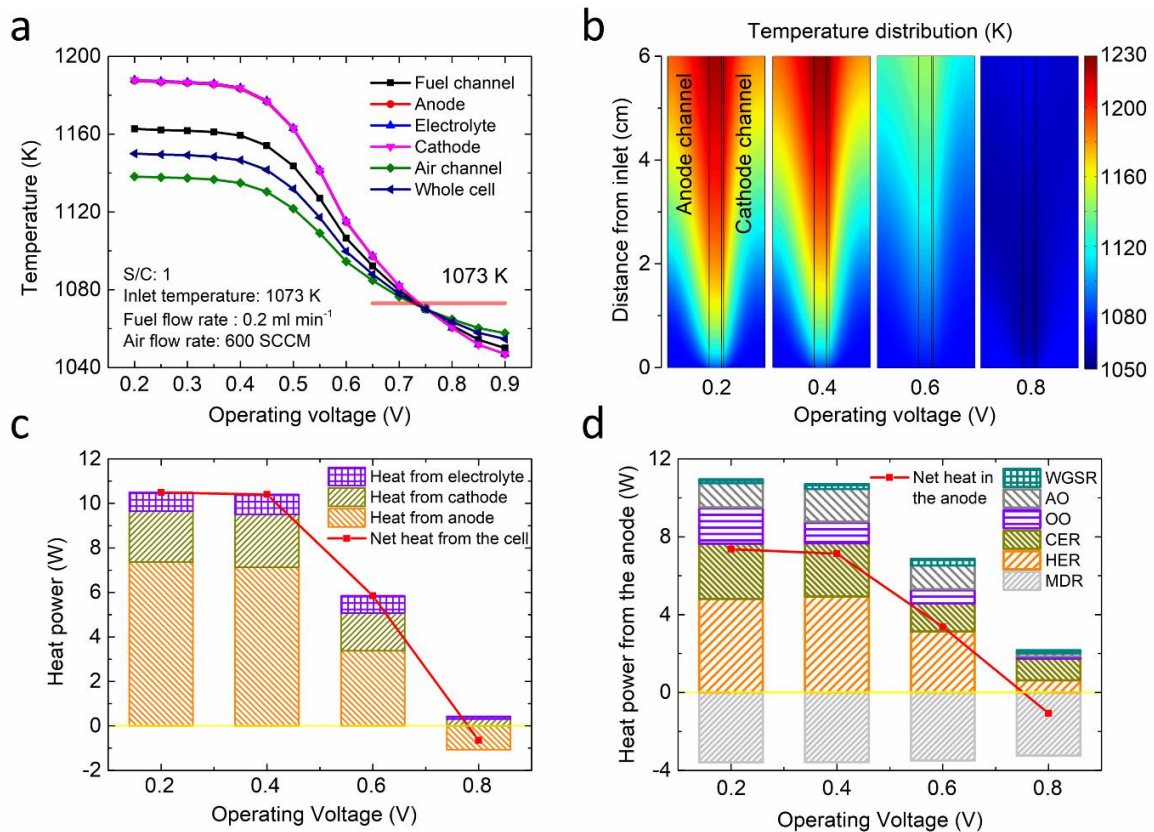 a
1200
1160
1120
1080
1040
Temperature (K)
Fuel channel
Anode
Electrolyte
Cathode
Air channel
Whole cell
1073 K
S/C: 1
Inlet temperature: 1073 K
Fuel flow rate : 0.2 ml min⁻¹
Air flow rate: 600 SCCM
0.2 0.3 0.4 0.5 0.6 0.7 0.8 0.9
Operating voltage (V)
b
Temperature distribution (K)
6
4
2
0
Distance from inlet (cm)
Anode channel
Cathode channel
1230
1200
1160
1120
1080
1050
0.2 0.4 0.6 0.8
Operating voltage (V)
c
12
10
8
6
4
2
0
-2
Heat power (W)
Heat from electrolyte
Heat from cathode
Heat from anode
Net heat from the cell
0.2 0.4 0.6 0.8
Operating Voltage (V)
d
12
8
4
0
-4
Heat power from the anode (W)
Net heat in
the anode
WGSR
AO
OO
CER
HER
MDR
0.2 0.4 0.6 0.8
Operating Voltage (V)